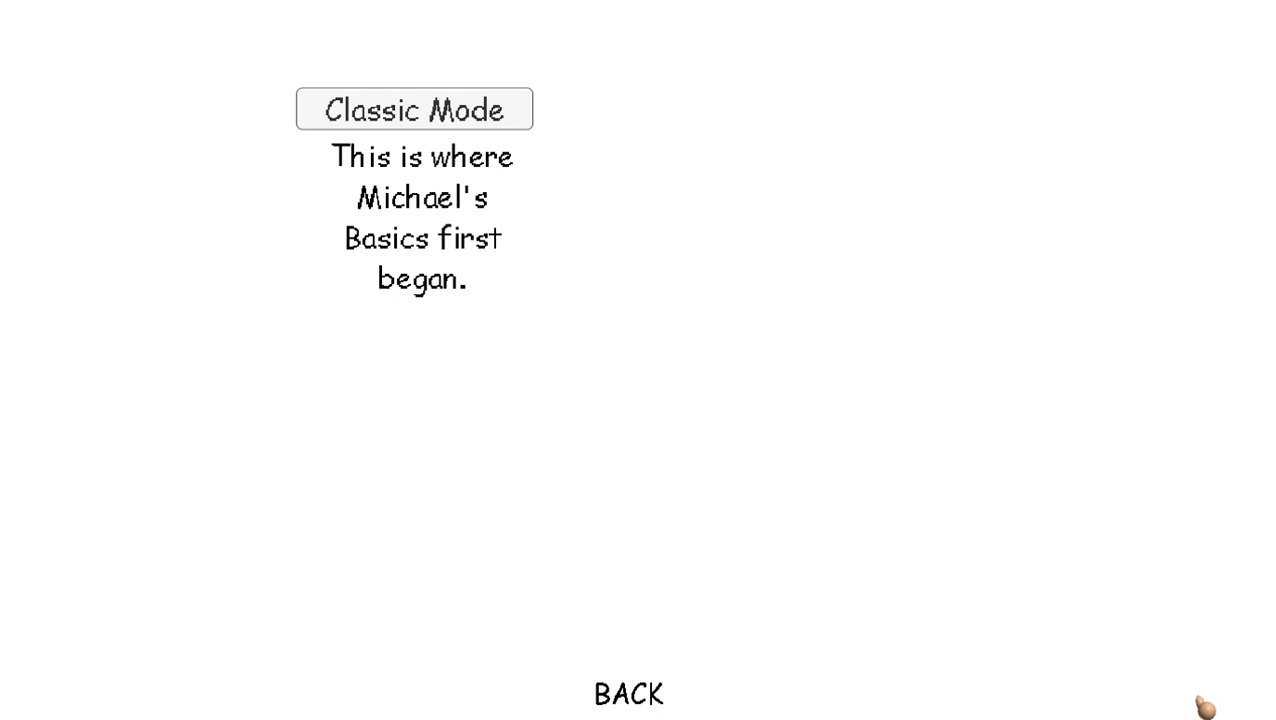 Classic Mode
This is where
Michael's
Basics first
began.
BACK